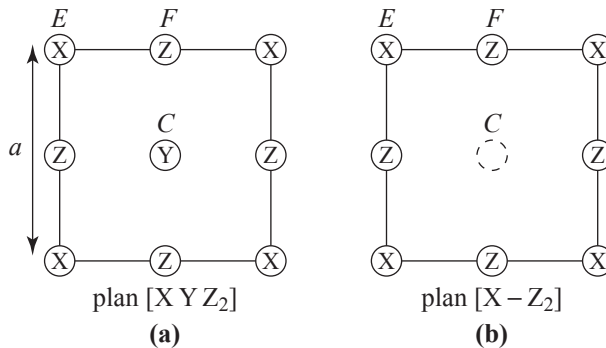 E F E F
X Z X X Z X
a C C
Z Y Z Z Z
X Z X X Z X
plan [X Y Z₂] plan [X – Z₂]
(a) (b)